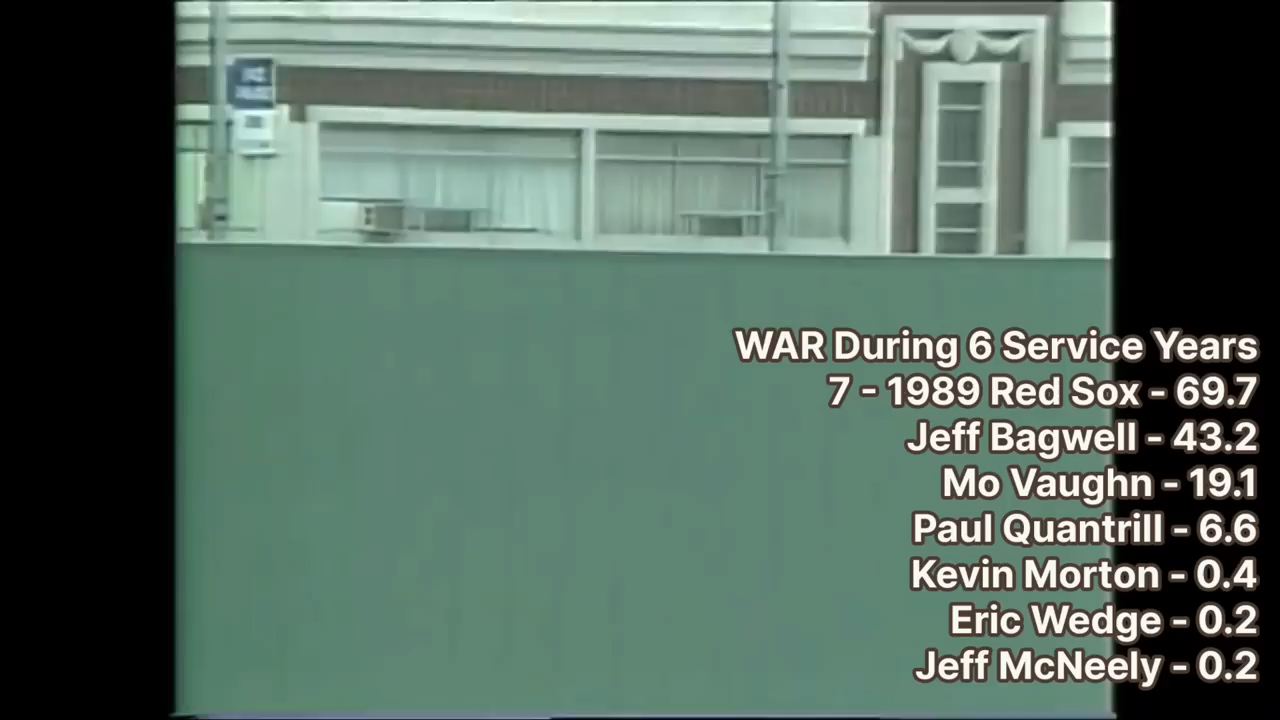 WAR During 6 Service Years
7 - 1989 Red Sox - 69.7
Jeff Bagwell - 43.2
Mo Vaughn - 19.1
Paul Quantrill - 6.6
Kevin Morton - 0.4
Eric Wedge - 0.2
Jeff McNeely - 0.2